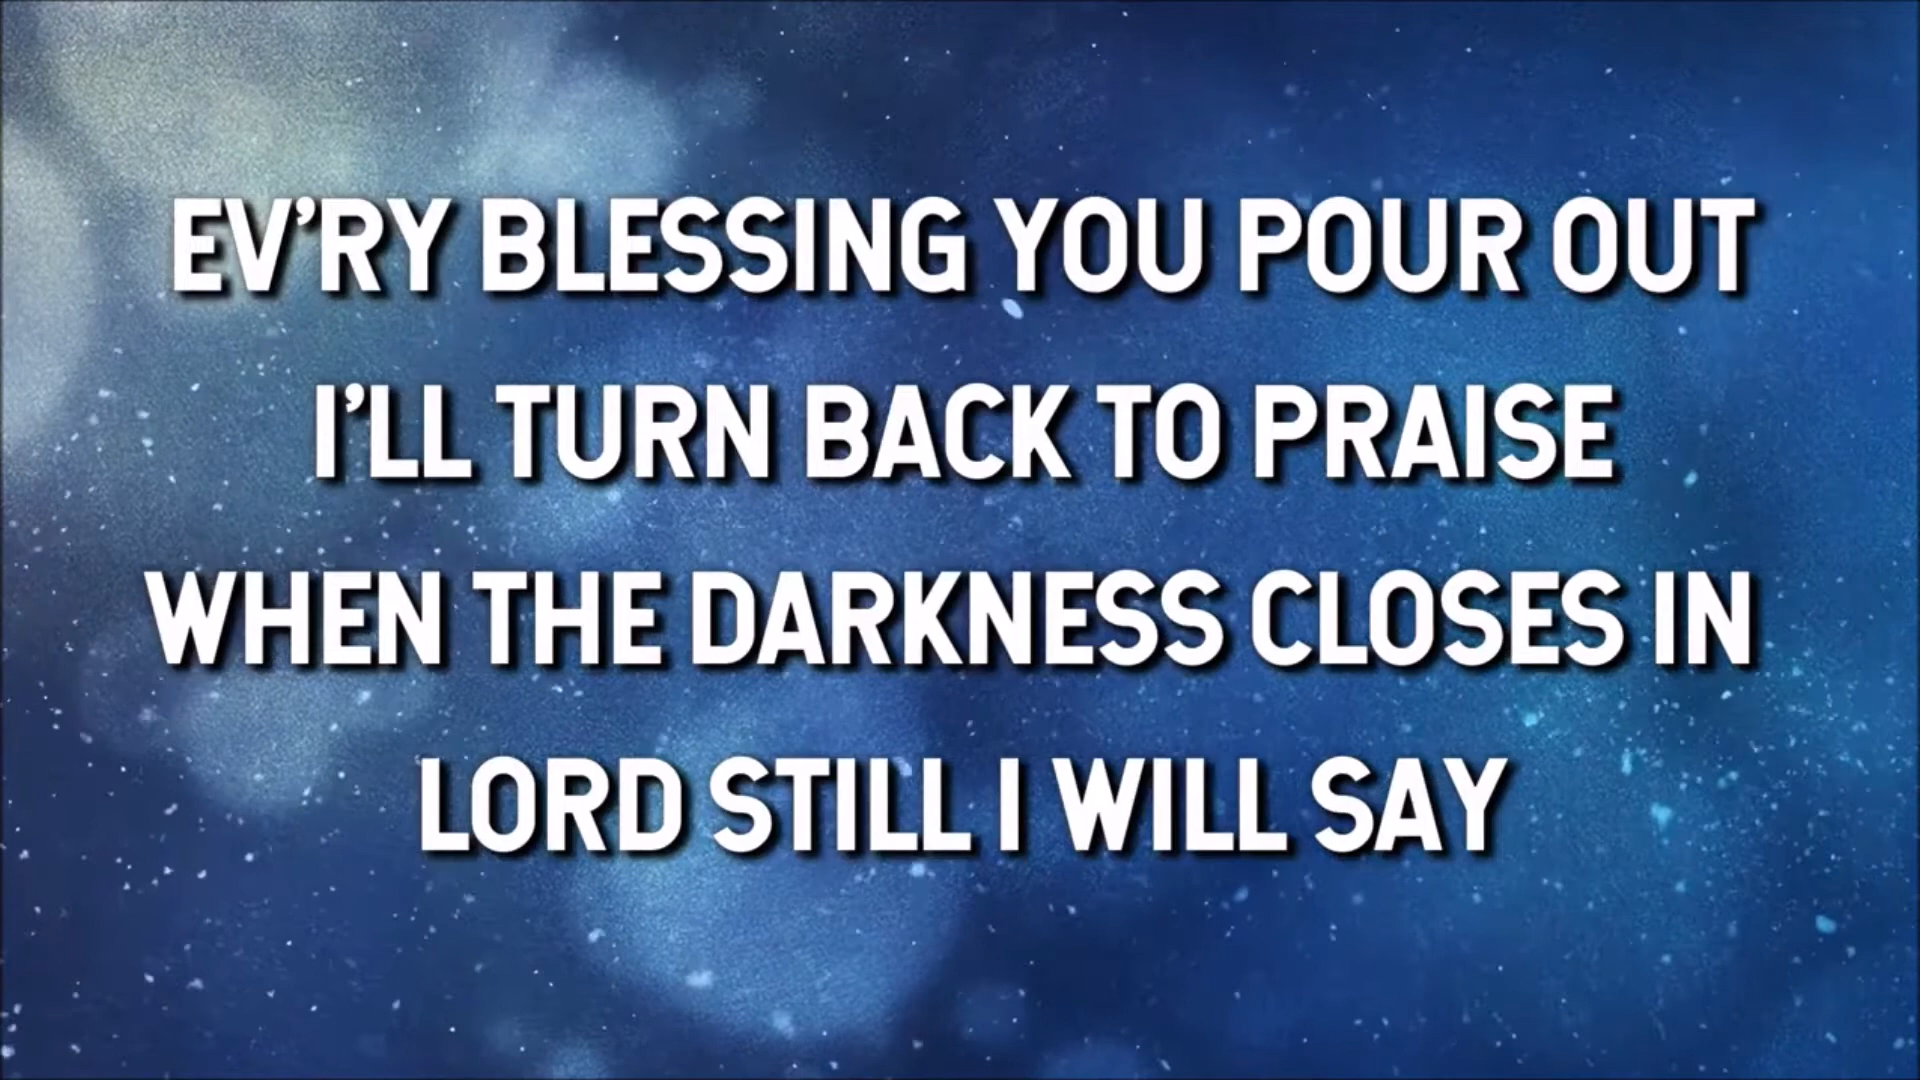 EV’RY BLESSING YOU POUR OUT
I’LL TURN BACK TO PRAISE
WHEN THE DARKNESS CLOSES IN
LORD STILL I WILL SAY